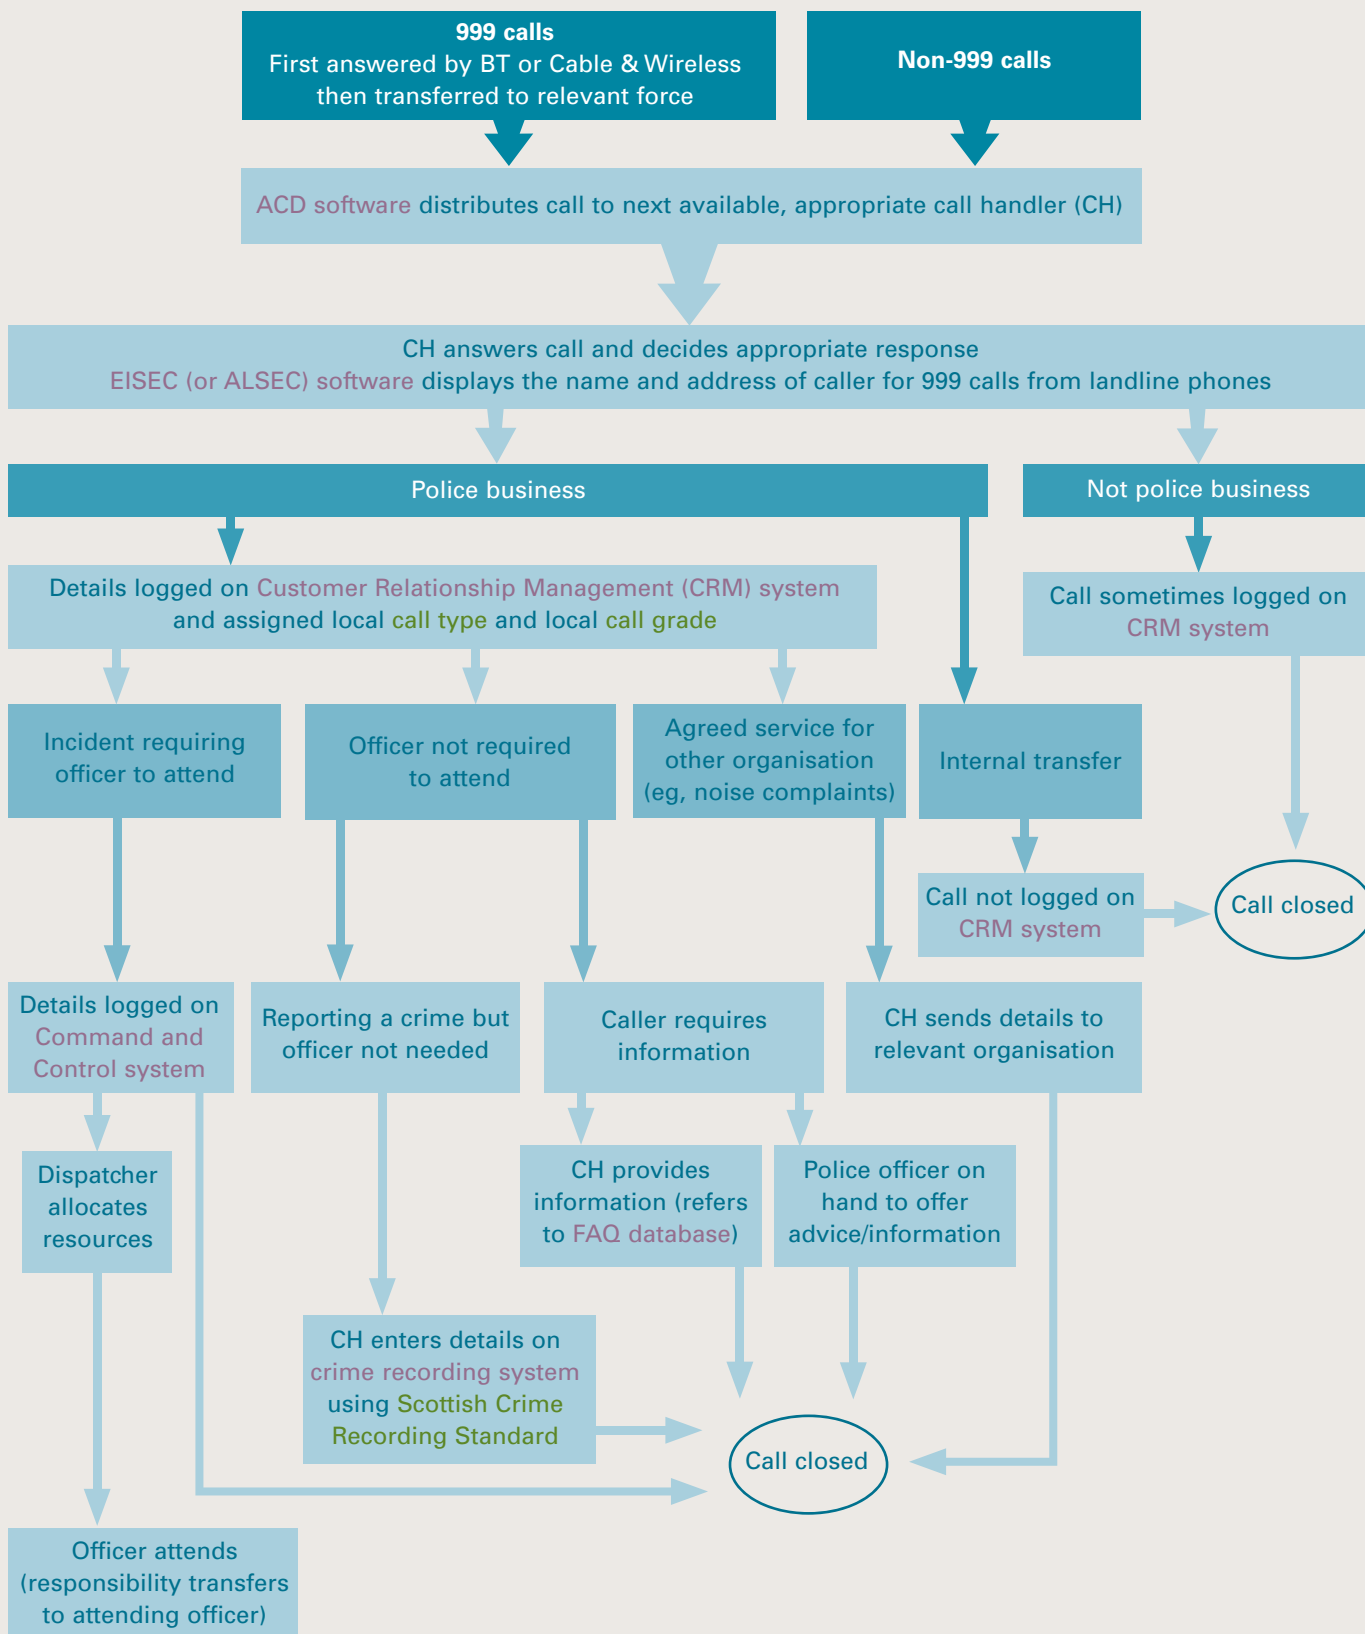 999 calls
First answered by BT or Cable & Wireless
then transferred to relevant force
Non-999 calls
ACD software distributes call to next available, appropriate call handler (CH)
CH answers call and decides appropriate response
EISEC (or ALSEC) software displays the name and address of caller for 999 calls from landline phones
Police business
Not police business
Details logged on Customer Relationship Management (CRM) system
and assigned local call type and local call grade
Call sometimes logged on
CRM system
Incident requiring
officer to attend
Officer not required
to attend
Agreed service for
other organisation
(eg, noise complaints)
Internal transfer
Call not logged on
CRM system
Call closed
Details logged on
Command and
Control system
Reporting a crime but
officer not needed
Caller requires
information
CH sends details to
relevant organisation
Dispatcher
allocates
resources
CH provides
information (refers
to FAQ database)
Police officer on
hand to offer
advice/information
CH enters details on
crime recording system
using Scottish Crime
Recording Standard
Call closed
Officer attends
(responsibility transfers
to attending officer)